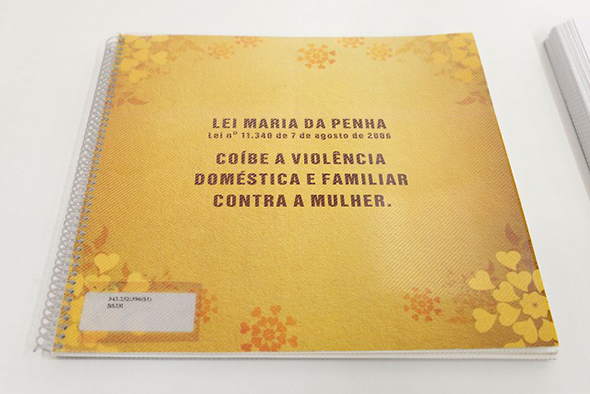 LEI MARIA DA PENHA
Lei nº 11.340 de 7 de agosto de 2006
COÍBE A VIOLÊNCIA
DOMÉSTICA E FAMILIAR
CONTRA A MULHER.